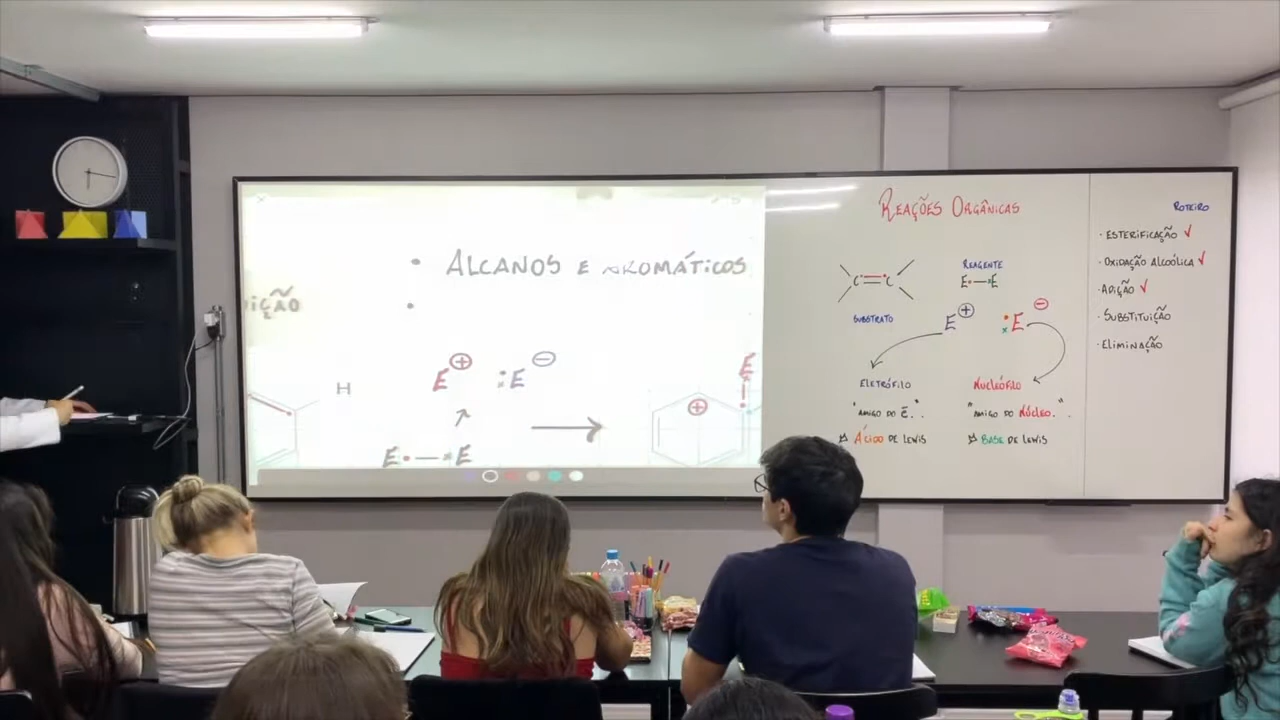 • ALCANOS E AROMÁTICOS
•
IÇÃO
H
E⊕ :E⊖
E•—×E
⊕ E
REAÇÕES ORGÂNICAS
C=C
SUBSTRATO
REAGENTE
E•—×E
E⊕ :E⊖
ELETRÓFILO
"AMIGO DO E̅."
ÁCIDO DE LEWIS
NUCLEÓFILO
"AMIGO DO NÚCLEO."
BASE DE LEWIS
ROTEIRO
• ESTERIFICAÇÃO ✓
• OXIDAÇÃO ALCOÓLICA ✓
• ADIÇÃO ✓
• SUBSTITUIÇÃO
• ELIMINAÇÃO